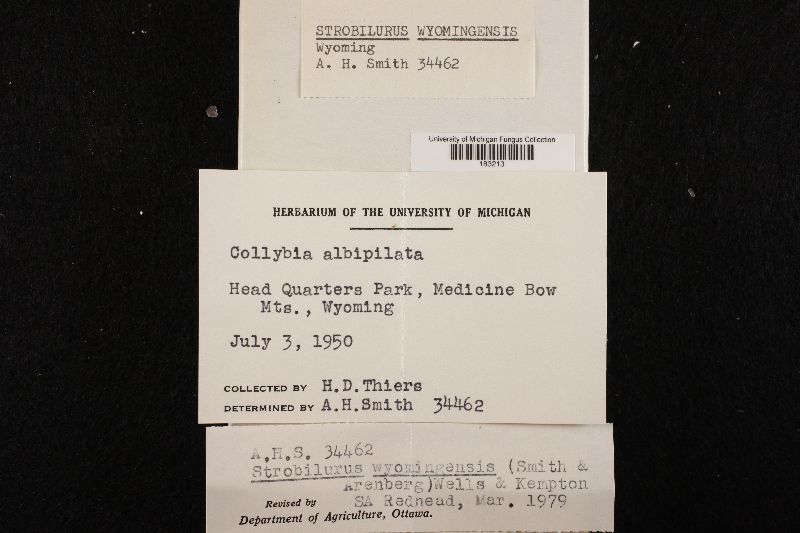 STROBILURUS WYOMINGENSIS
Wyoming
A. H. Smith 34462
University of Michigan Fungus Collection
183213
HERBARIUM OF THE UNIVERSITY OF MICHIGAN
Collybia albipilata
Head Quarters Park, Medicine Bow
Mts., Wyoming
July 3, 1950
COLLECTED BY H.D.Thiers
DETERMINED BY A.H.Smith 34462
A.H.S. 34462
Strobilurus wyomingensis (Smith &
Arenberg)Wells & Kempton
Revised by SA Redhead, Mar. 1979
Department of Agriculture, Ottawa.